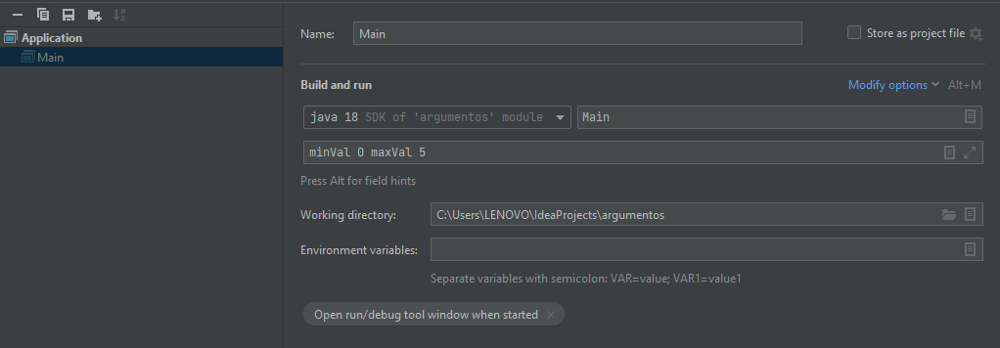 Application
Main
Name: Main Store as project file
Build and run Modify options Alt+M
java 18 SDK of 'argumentos' module Main
minVal 0 maxVal 5
Press Alt for field hints
Working directory: C:\Users\LENOVO\IdeaProjects\argumentos
Environment variables:
Separate variables with semicolon: VAR=value; VAR1=value1
Open run/debug tool window when started